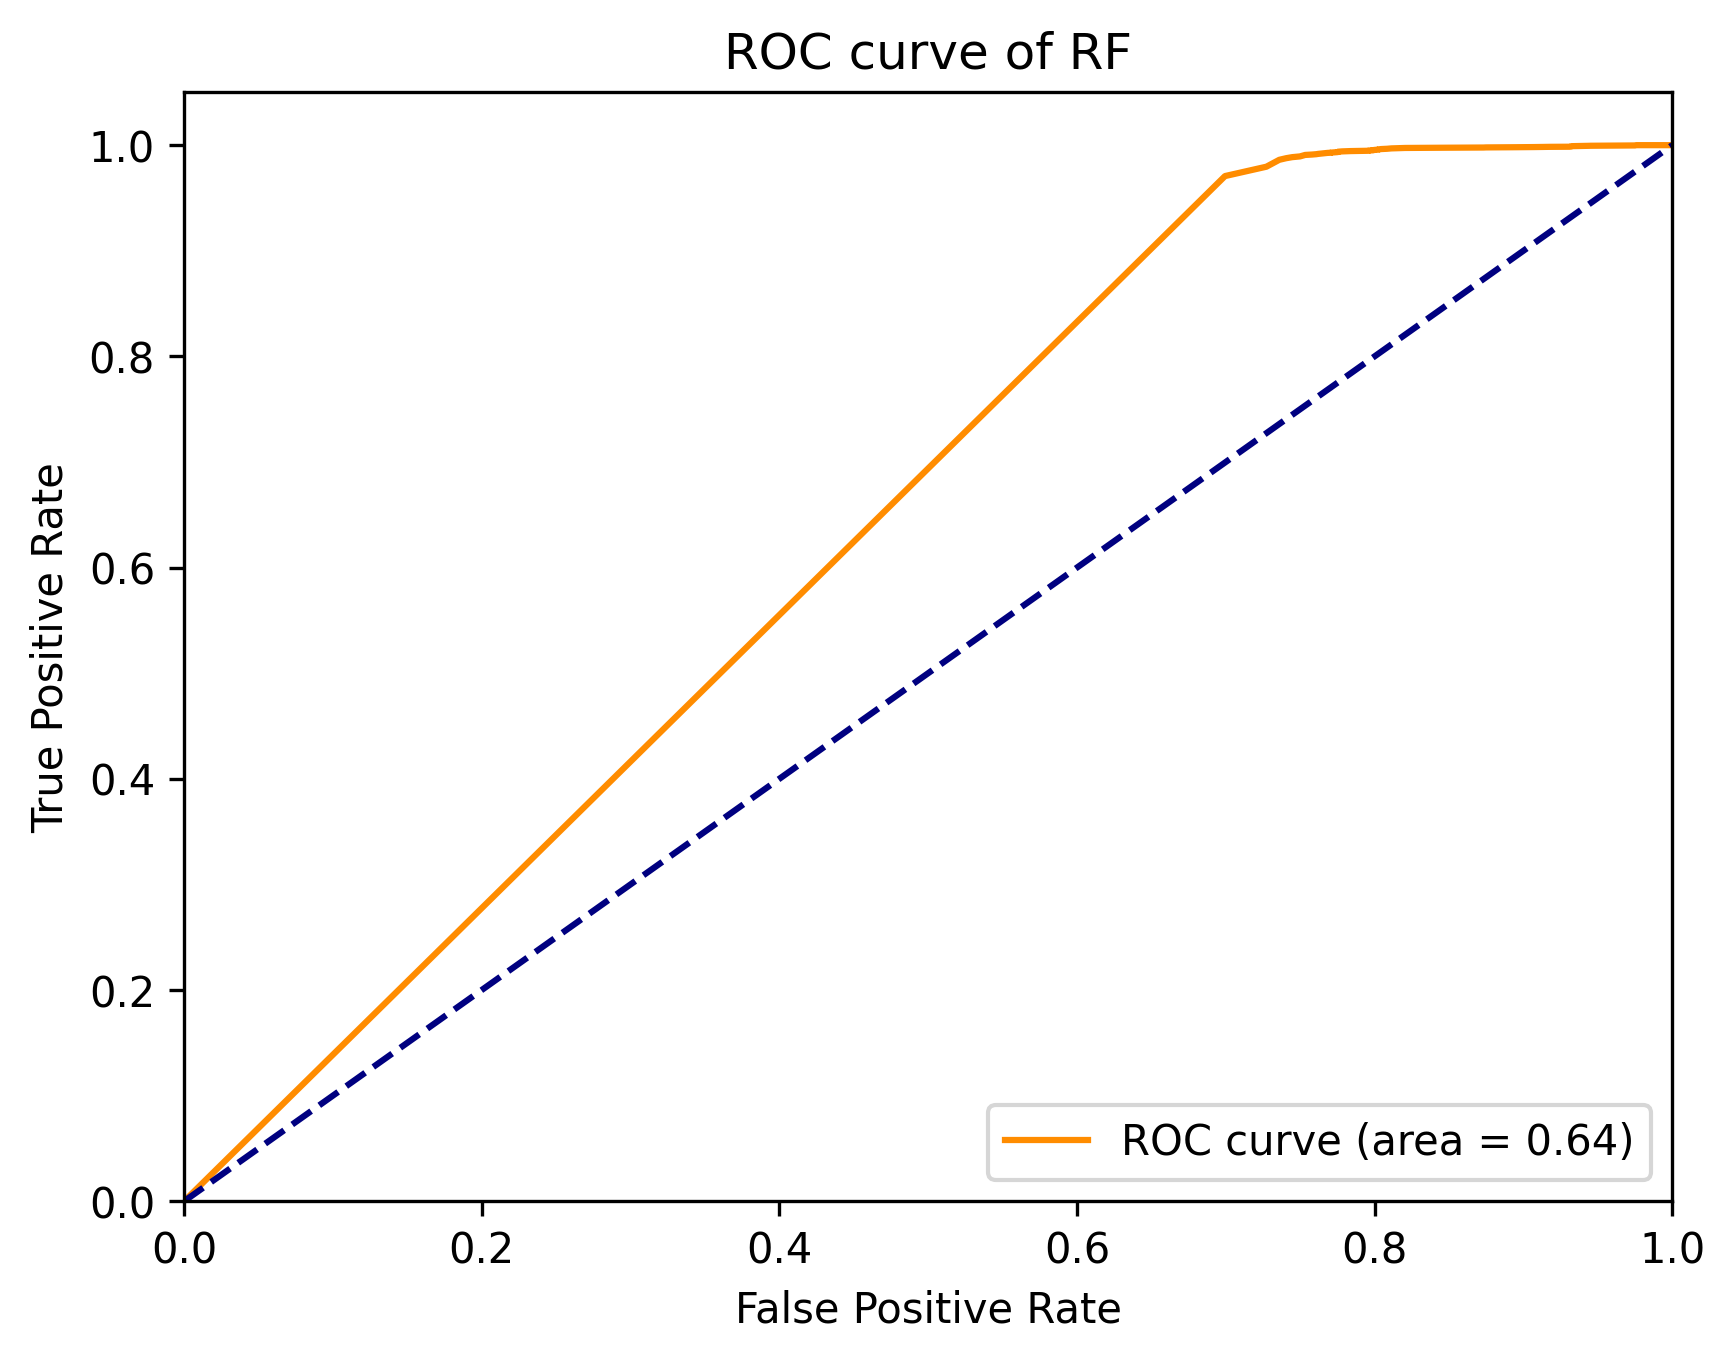 ROC curve of RF
1.0
0.8
0.6
0.4
0.2
0.0
True Positive Rate
ROC curve (area = 0.64)
0.0 0.2 0.4 0.6 0.8 1.0
False Positive Rate